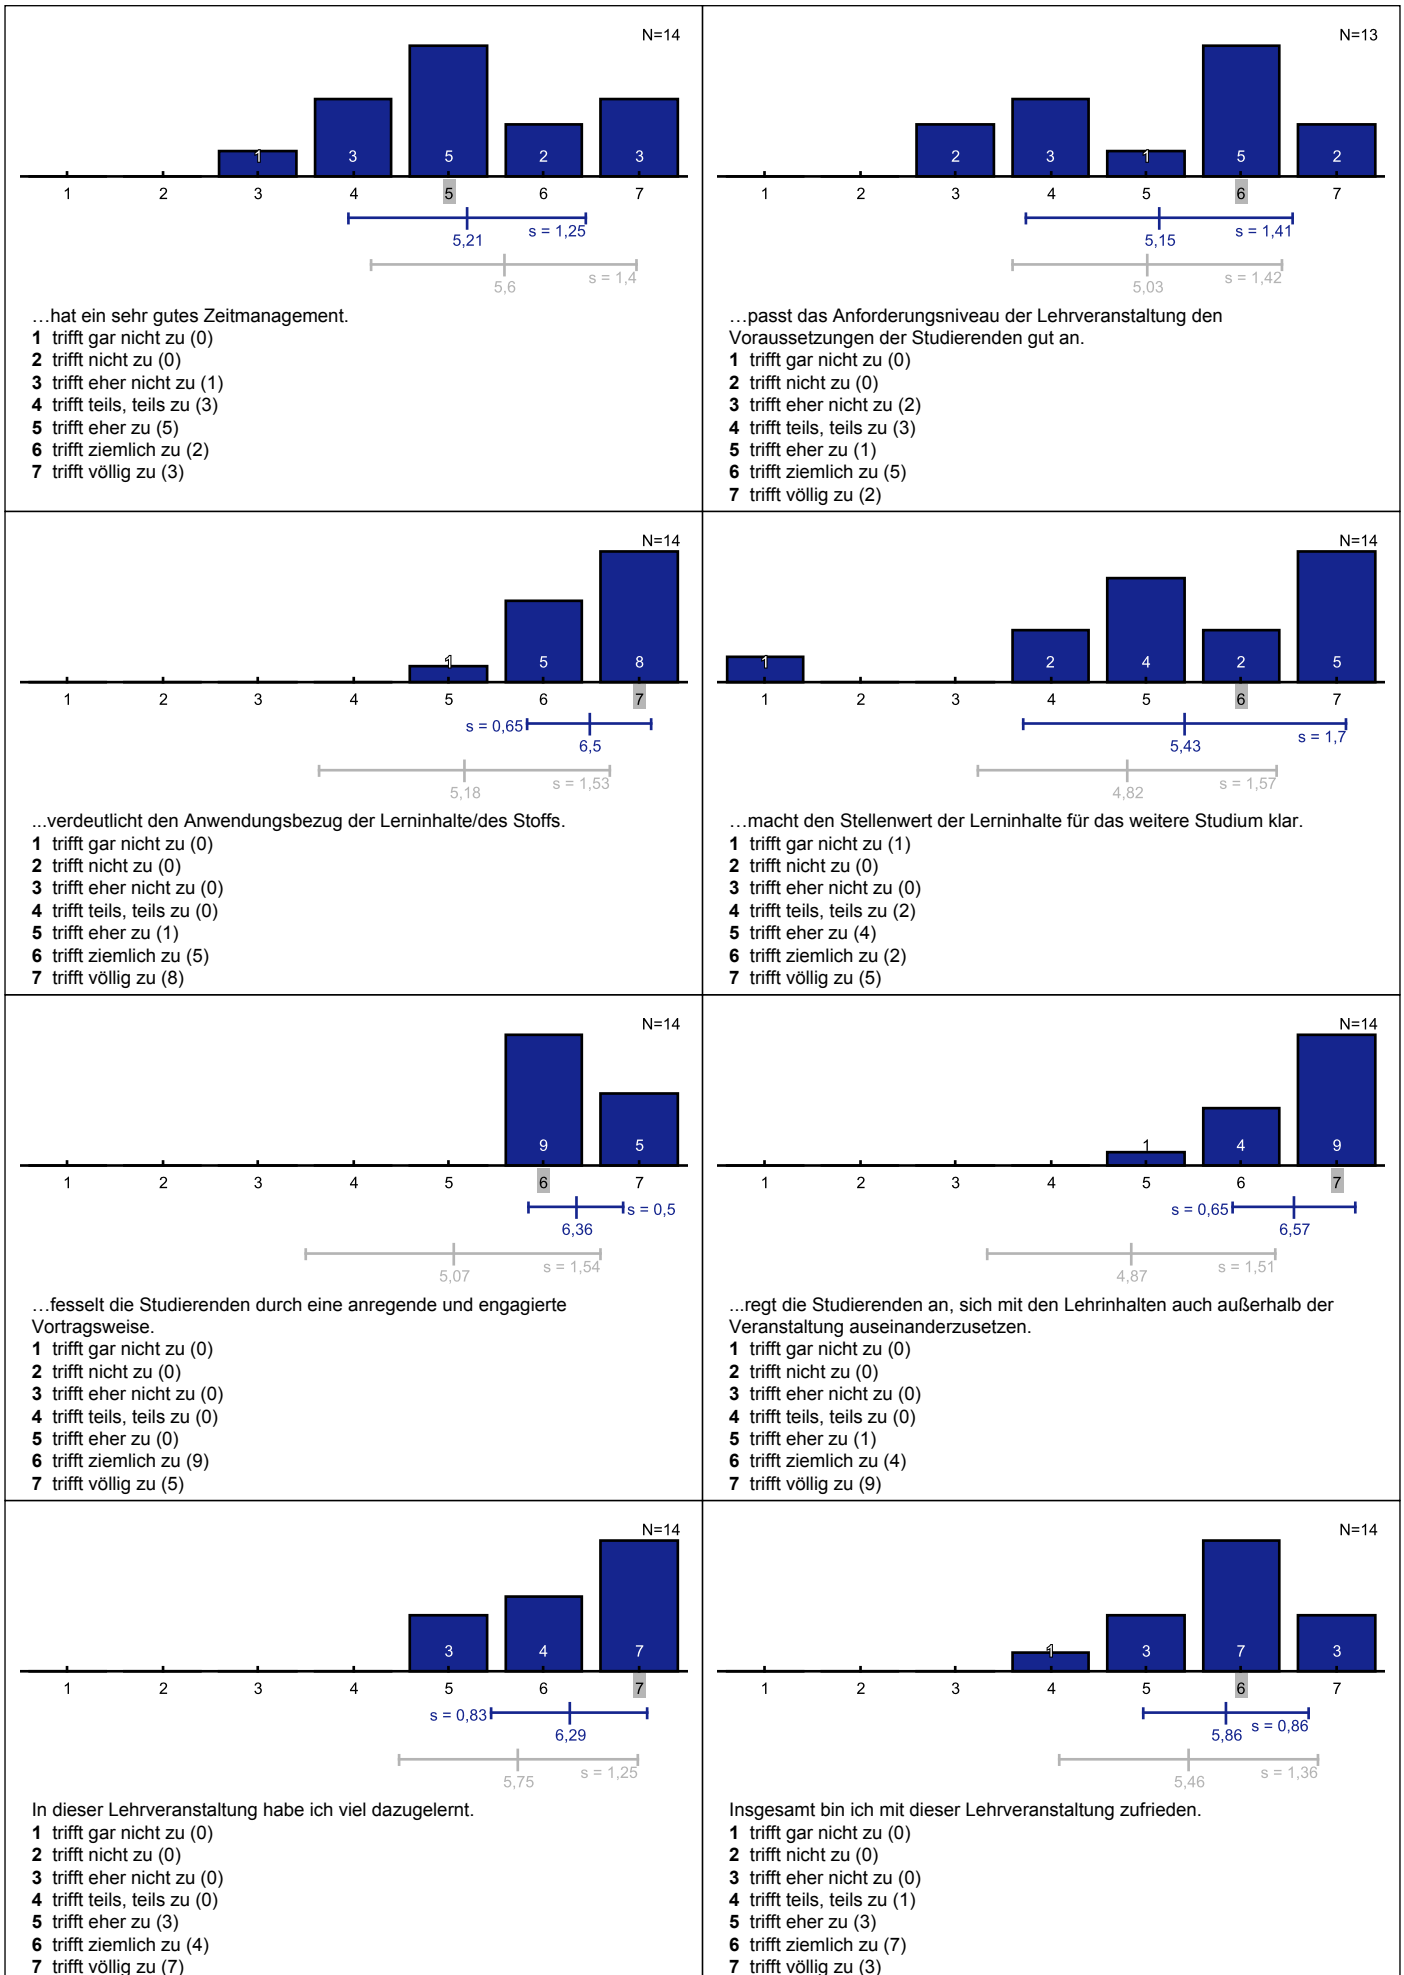 N=14
1 3 5 2 3
1 2 3 4 5 6 7
5,21 s = 1,25
5,6 s = 1,4
…hat ein sehr gutes Zeitmanagement.
1 trifft gar nicht zu (0)
2 trifft nicht zu (0)
3 trifft eher nicht zu (1)
4 trifft teils, teils zu (3)
5 trifft eher zu (5)
6 trifft ziemlich zu (2)
7 trifft völlig zu (3)
N=13
2 3 1 5 2
1 2 3 4 5 6 7
5,15 s = 1,41
5,03 s = 1,42
…passt das Anforderungsniveau der Lehrveranstaltung den
Voraussetzungen der Studierenden gut an.
1 trifft gar nicht zu (0)
2 trifft nicht zu (0)
3 trifft eher nicht zu (2)
4 trifft teils, teils zu (3)
5 trifft eher zu (1)
6 trifft ziemlich zu (5)
7 trifft völlig zu (2)
N=14
1 5 8
1 2 3 4 5 6 7
s = 0,65 6,5
5,18 s = 1,53
...verdeutlicht den Anwendungsbezug der Lerninhalte/des Stoffs.
1 trifft gar nicht zu (0)
2 trifft nicht zu (0)
3 trifft eher nicht zu (0)
4 trifft teils, teils zu (0)
5 trifft eher zu (1)
6 trifft ziemlich zu (5)
7 trifft völlig zu (8)
N=14
1 2 4 2 5
1 2 3 4 5 6 7
5,43 s = 1,7
4,82 s = 1,57
…macht den Stellenwert der Lerninhalte für das weitere Studium klar.
1 trifft gar nicht zu (1)
2 trifft nicht zu (0)
3 trifft eher nicht zu (0)
4 trifft teils, teils zu (2)
5 trifft eher zu (4)
6 trifft ziemlich zu (2)
7 trifft völlig zu (5)
N=14
9 5
1 2 3 4 5 6 7
6,36 s = 0,5
5,07 s = 1,54
…fesselt die Studierenden durch eine anregende und engagierte
Vortragsweise.
1 trifft gar nicht zu (0)
2 trifft nicht zu (0)
3 trifft eher nicht zu (0)
4 trifft teils, teils zu (0)
5 trifft eher zu (0)
6 trifft ziemlich zu (9)
7 trifft völlig zu (5)
N=14
1 4 9
1 2 3 4 5 6 7
s = 0,65 6,57
4,87 s = 1,51
...regt die Studierenden an, sich mit den Lehrinhalten auch außerhalb der
Veranstaltung auseinanderzusetzen.
1 trifft gar nicht zu (0)
2 trifft nicht zu (0)
3 trifft eher nicht zu (0)
4 trifft teils, teils zu (0)
5 trifft eher zu (1)
6 trifft ziemlich zu (4)
7 trifft völlig zu (9)
N=14
3 4 7
1 2 3 4 5 6 7
s = 0,83 6,29
5,75 s = 1,25
In dieser Lehrveranstaltung habe ich viel dazugelernt.
1 trifft gar nicht zu (0)
2 trifft nicht zu (0)
3 trifft eher nicht zu (0)
4 trifft teils, teils zu (0)
5 trifft eher zu (3)
6 trifft ziemlich zu (4)
7 trifft völlig zu (7)
N=14
1 3 7 3
1 2 3 4 5 6 7
5,86 s = 0,86
5,46 s = 1,36
Insgesamt bin ich mit dieser Lehrveranstaltung zufrieden.
1 trifft gar nicht zu (0)
2 trifft nicht zu (0)
3 trifft eher nicht zu (0)
4 trifft teils, teils zu (1)
5 trifft eher zu (3)
6 trifft ziemlich zu (7)
7 trifft völlig zu (3)